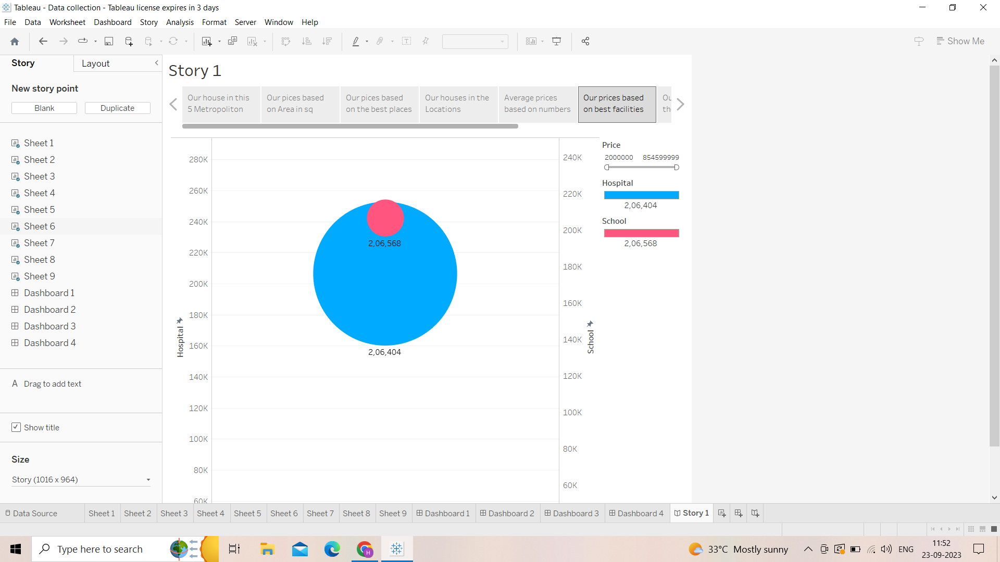 Tableau - Data collection - Tableau license expires in 3 days
File Data Worksheet Dashboard Story Analysis Format Server Window Help
Show Me
Story Layout
New story point
Blank Duplicate
Sheet 1
Sheet 2
Sheet 3
Sheet 4
Sheet 5
Sheet 6
Sheet 7
Sheet 8
Sheet 9
Dashboard 1
Dashboard 2
Dashboard 3
Dashboard 4
A Drag to add text
Show title
Size
Story (1016 x 964)
Story 1
Our house in this
5 Metropoliton
Our pices based
on Area in sq
Our pices based
on the best places
Our houses in the
Locations
Average prices
based on numbers
Our prices based
on best facilities
Ou
th
280K
260K
240K
220K
200K
180K
160K
140K
120K
100K
80K
60K
Hospital
2,06,568
2,06,404
240K
220K
200K
180K
160K
140K
120K
100K
80K
60K
School
Price
2000000 854599999
Hospital
2,06,404
School
2,06,568
Data Source Sheet 1 Sheet 2 Sheet 3 Sheet 4 Sheet 5 Sheet 6 Sheet 7 Sheet 8 Sheet 9 Dashboard 1 Dashboard 2 Dashboard 3 Dashboard 4 Story 1
Type here to search
H
33°C Mostly sunny
ENG
11:52
23-09-2023